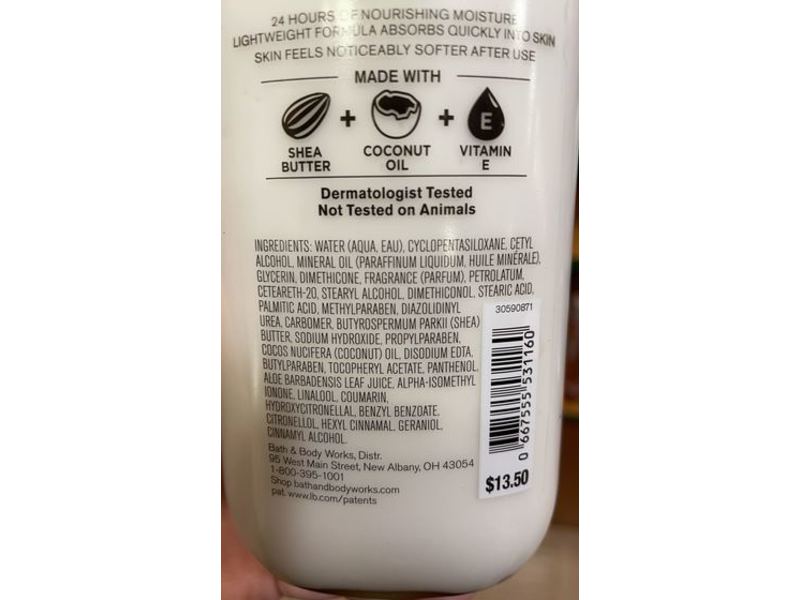 24 HOURS OF NOURISHING MOISTURE
LIGHTWEIGHT FORMULA ABSORBS QUICKLY INTO SKIN
SKIN FEELS NOTICEABLY SOFTER AFTER USE
MADE WITH
SHEA BUTTER + COCONUT OIL + E VITAMIN E
Dermatologist Tested
Not Tested on Animals
INGREDIENTS: WATER (AQUA, EAU), CYCLOPENTASILOXANE, CETYL
ALCOHOL, MINERAL OIL (PARAFFINUM LIQUIDUM, HUILE MINÉRALE),
GLYCERIN, DIMETHICONE, FRAGRANCE (PARFUM), PETROLATUM,
CETEARETH-20, STEARYL ALCOHOL, DIMETHICONOL, STEARIC ACID,
PALMITIC ACID, METHYLPARABEN, DIAZOLIDINYL
UREA, CARBOMER, BUTYROSPERMUM PARKII (SHEA)
BUTTER, SODIUM HYDROXIDE, PROPYLPARABEN,
COCOS NUCIFERA (COCONUT) OIL, DISODIUM EDTA,
BUTYLPARABEN, TOCOPHERYL ACETATE, PANTHENOL,
ALOE BARBADENSIS LEAF JUICE, ALPHA-ISOMETHYL
IONONE, LINALOOL, COUMARIN,
HYDROXYCITRONELLAL, BENZYL BENZOATE,
CITRONELLOL, HEXYL CINNAMAL, GERANIOL,
CINNAMYL ALCOHOL.
Bath & Body Works, Distr.
95 West Main Street, New Albany, OH 43054
1-800-395-1001
Shop bathandbodyworks.com
pat. www.lb.com/patents
30590871
0 667555 531160
$13.50